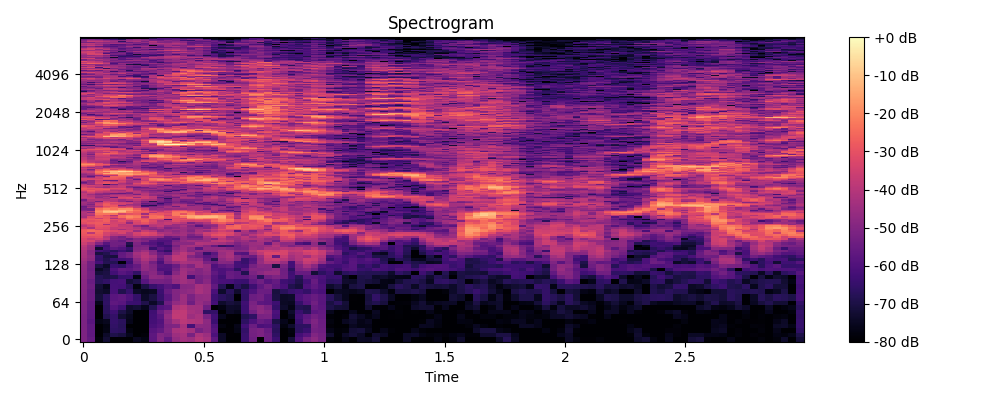 Spectrogram
Hz
4096
2048
1024
512
256
128
64
0
0
0.5
1
1.5
2
2.5
Time
+0 dB
-10 dB
-20 dB
-30 dB
-40 dB
-50 dB
-60 dB
-70 dB
-80 dB